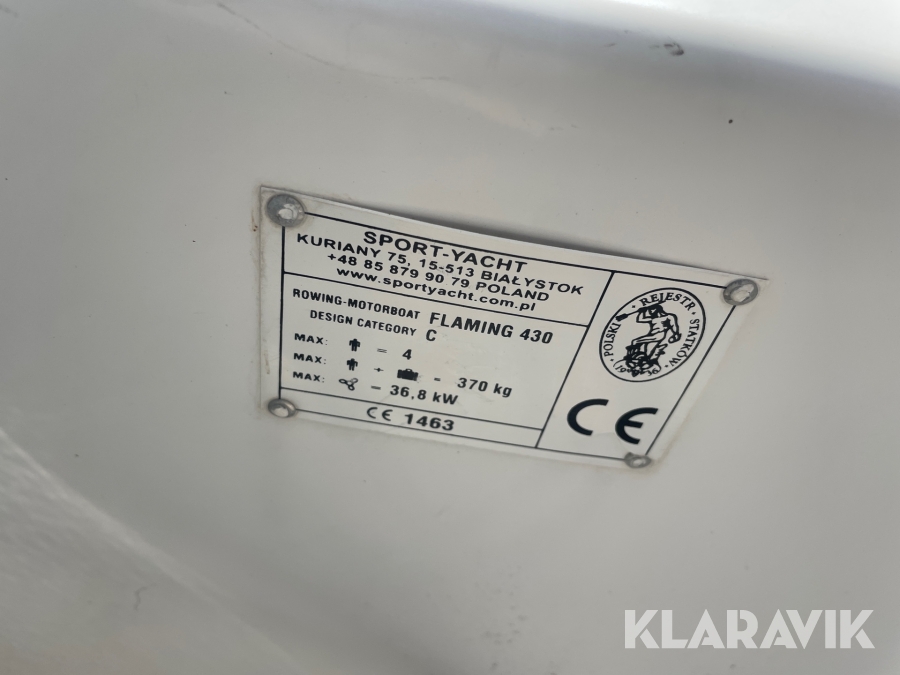 SPORT-YACHT
KURIANY 75, 15-513 BIAŁYSTOK
+48 85 879 90 79 POLAND
www.sportyacht.com.pl
ROWING-MOTORBOAT FLAMING 430
DESIGN CATEGORY C
MAX: = 4
MAX: + = 370 kg
MAX: = 36,8 kW
CE 1463
POLSKI REJESTR STATKÓW
1936
CE
KLARAVIK